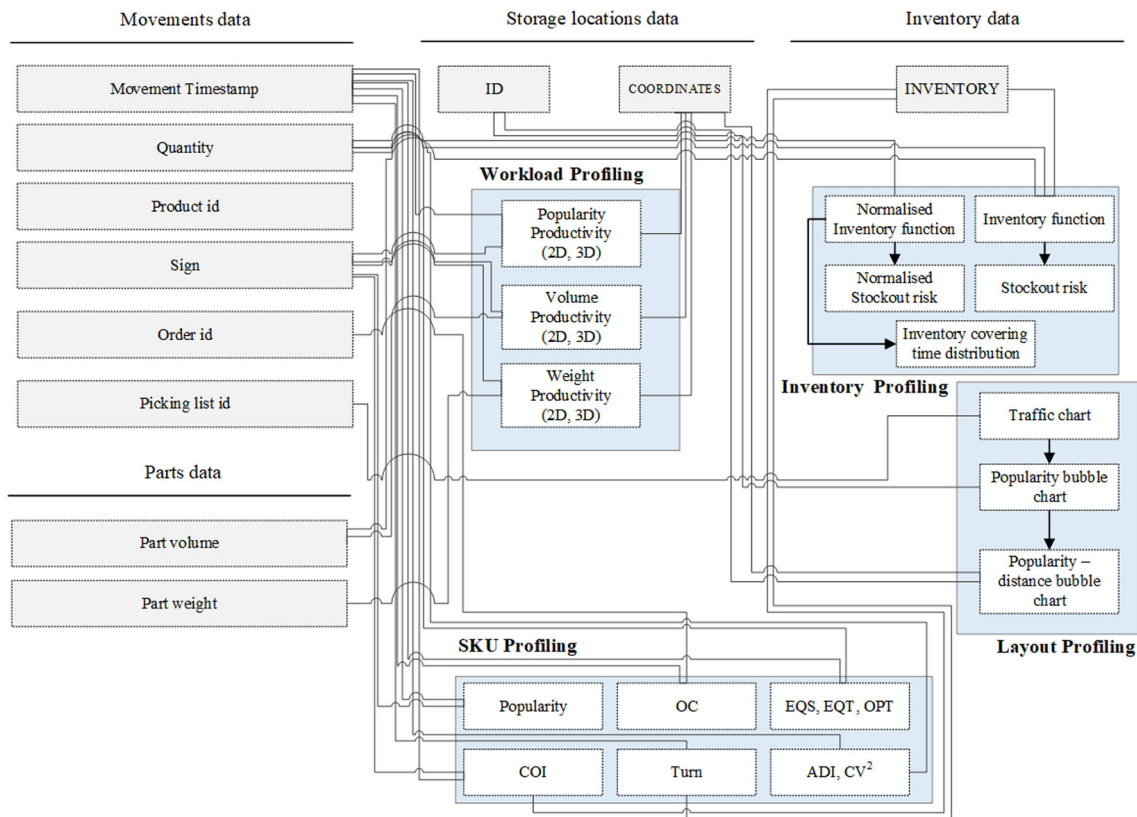 Movements data
Storage locations data
Inventory data
Movement Timestamp
ID
COORDINATES
INVENTORY
Quantity
Product id
Sign
Order id
Picking list id
Workload Profiling
Popularity
Productivity
(2D, 3D)
Volume
Productivity
(2D, 3D)
Weight
Productivity
(2D, 3D)
Normalised
Inventory function
Inventory function
Normalised
Stockout risk
Stockout risk
Inventory covering
time distribution
Inventory Profiling
Traffic chart
Popularity bubble
chart
Popularity –
distance bubble
chart
Layout Profiling
Parts data
Part volume
Part weight
SKU Profiling
Popularity
OC
EQS, EQT, OPT
COI
Turn
ADI, CV²